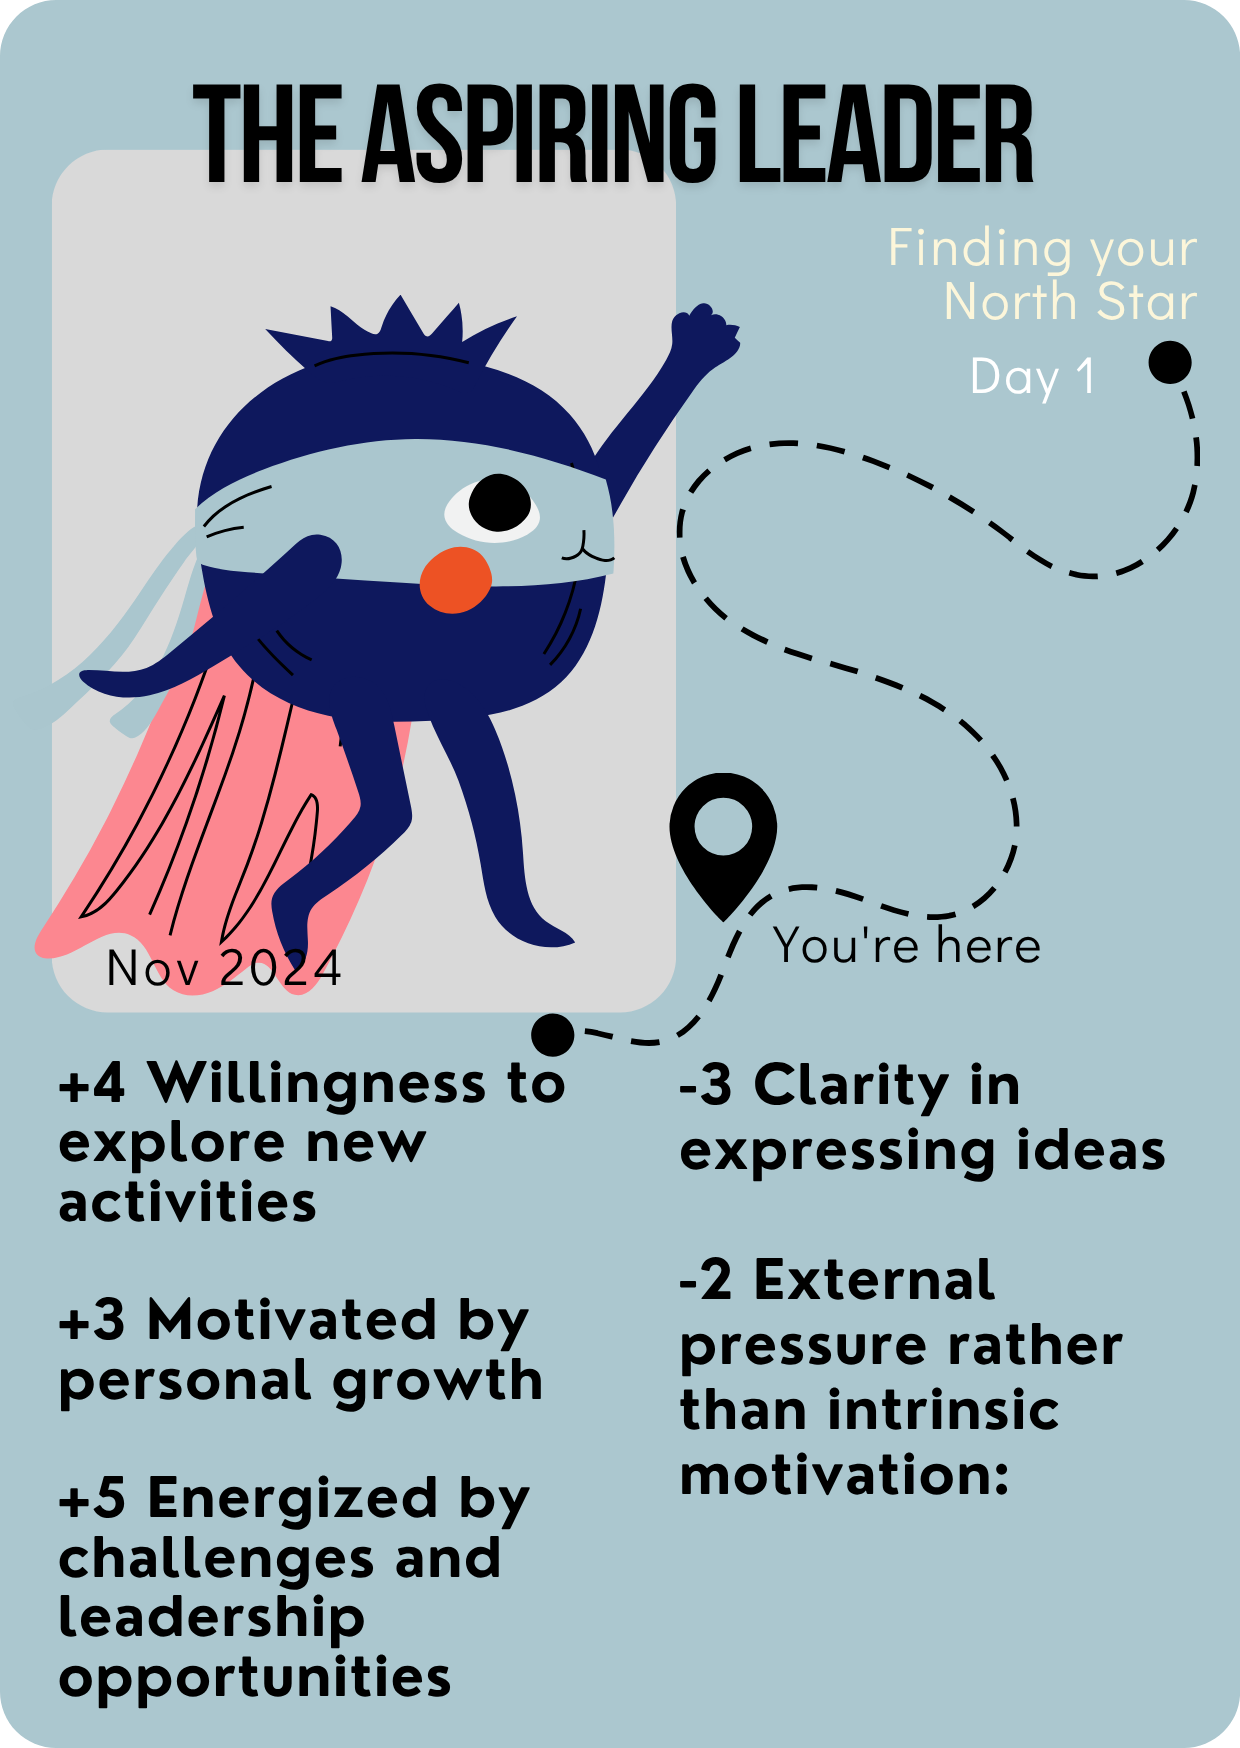 THE ASPIRING LEADER
Finding your
North Star
Day 1
You're here
Nov 2024
+4 Willingness to
explore new
activities
+3 Motivated by
personal growth
+5 Energized by
challenges and
leadership
opportunities
-3 Clarity in
expressing ideas
-2 External
pressure rather
than intrinsic
motivation: